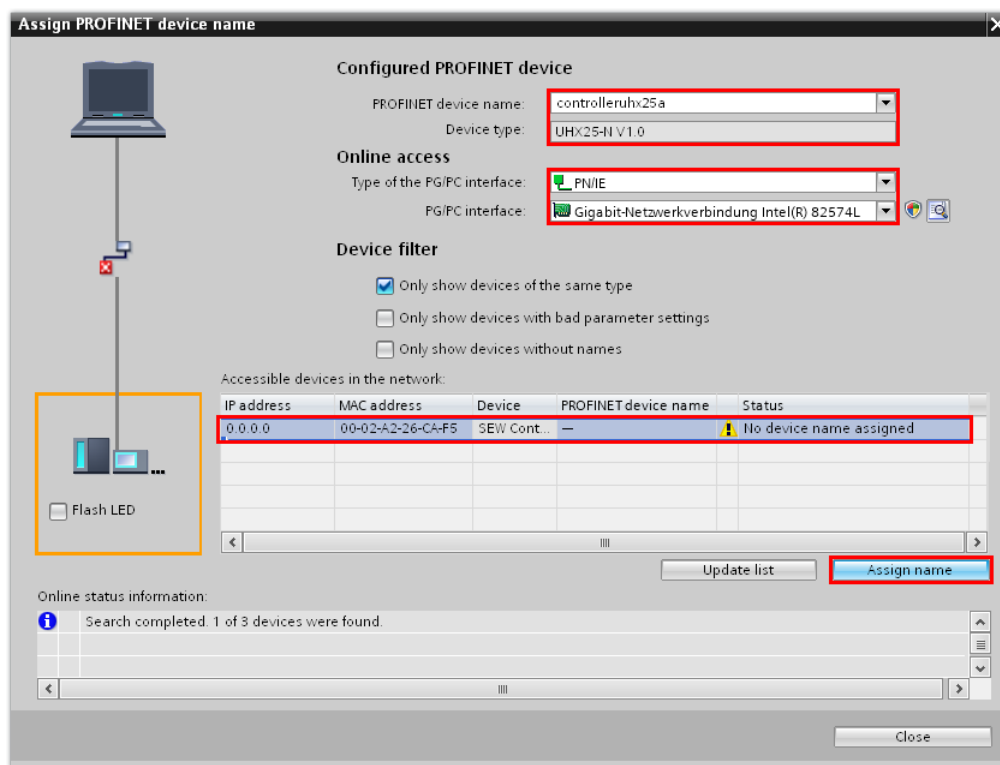 Assign PROFINET device name
Configured PROFINET device
PROFINET device name: controlleruhx25a
Device type: UHX25-N V1.0
Online access
Type of the PG/PC interface: PN/IE
PG/PC interface: Gigabit-Netzwerkverbindung Intel(R) 82574L
Device filter
Only show devices of the same type
Only show devices with bad parameter settings
Only show devices without names
Accessible devices in the network:
IP address MAC address Device PROFINET device name Status
0.0.0.0 00-02-A2-26-CA-F5 SEW Cont... — No device name assigned
...
Flash LED
Update list Assign name
Online status information:
Search completed. 1 of 3 devices were found.
Close